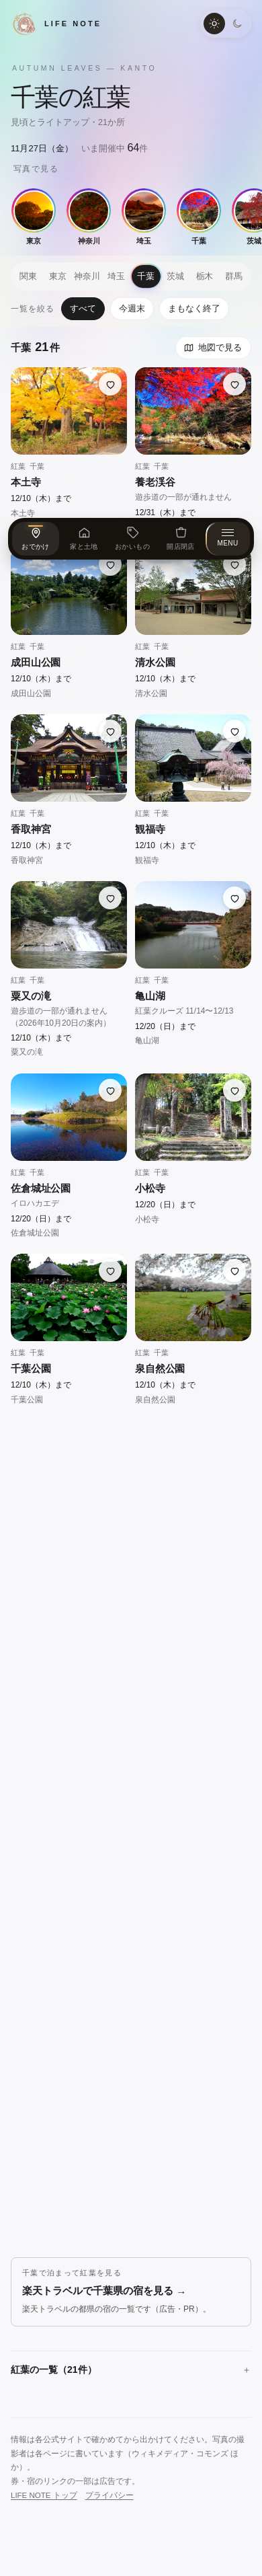 LIFE NOTE
AUTUMN LEAVES — KANTO
千葉の紅葉
見頃とライトアップ・21か所
11月27日（金） いま開催中 64件
写真で見る
東京 神奈川 埼玉 千葉 茨城
関東 東京 神奈川 埼玉 千葉 茨城 栃木 群馬
一覧を絞る すべて 今週末 まもなく終了
千葉 21件 地図で見る
紅葉 千葉
本土寺
12/10（木）まで
本土寺
紅葉 千葉
養老渓谷
遊歩道の一部が通れません
12/31（木）まで
おでかけ 家と土地 おかいもの 開店閉店 MENU
紅葉 千葉
成田山公園
12/10（木）まで
成田山公園
紅葉 千葉
清水公園
12/10（木）まで
清水公園
紅葉 千葉
香取神宮
12/10（木）まで
香取神宮
紅葉 千葉
観福寺
12/10（木）まで
観福寺
紅葉 千葉
粟又の滝
遊歩道の一部が通れません
（2026年10月20日の案内）
12/10（木）まで
粟又の滝
紅葉 千葉
亀山湖
紅葉クルーズ 11/14〜12/13
12/20（日）まで
亀山湖
紅葉 千葉
佐倉城址公園
イロハカエデ
12/20（日）まで
佐倉城址公園
紅葉 千葉
小松寺
12/20（日）まで
小松寺
紅葉 千葉
千葉公園
12/10（木）まで
千葉公園
紅葉 千葉
泉自然公園
12/10（木）まで
泉自然公園
千葉で泊まって紅葉を見る
楽天トラベルで千葉県の宿を見る →
楽天トラベルの都県の宿の一覧です（広告・PR）。
紅葉の一覧（21件） +
情報は各公式サイトで確かめてから出かけてください。写真の撮
影者は各ページに書いています（ウィキメディア・コモンズ ほ
か）。
券・宿のリンクの一部は広告です。
LIFE NOTE トップ プライバシー